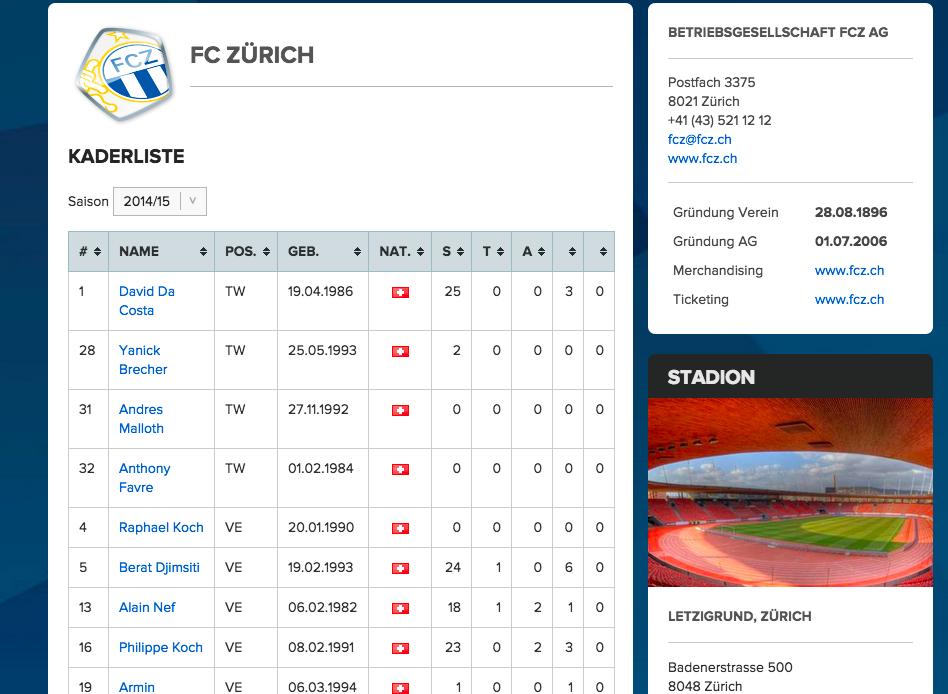 FCZ
FC ZÜRICH
KADERLISTE
Saison 2014/15
# NAME POS. GEB. NAT. S T A
1 David Da Costa TW 19.04.1986 25 0 0 3 0
28 Yanick Brecher TW 25.05.1993 2 0 0 0 0
31 Andres Malloth TW 27.11.1992 0 0 0 0 0
32 Anthony Favre TW 01.02.1984 0 0 0 0 0
4 Raphael Koch VE 20.01.1990 0 0 0 0 0
5 Berat Djimsiti VE 19.02.1993 24 1 0 6 0
13 Alain Nef VE 06.02.1982 18 1 2 1 0
16 Philippe Koch VE 08.02.1991 23 0 2 3 0
19 Armin VE 06.03.1994 1 0 0 1 0
BETRIEBSGESELLSCHAFT FCZ AG
Postfach 3375
8021 Zürich
+41 (43) 521 12 12
fcz@fcz.ch
www.fcz.ch
Gründung Verein 28.08.1896
Gründung AG 01.07.2006
Merchandising www.fcz.ch
Ticketing www.fcz.ch
STADION
LETZIGRUND, ZÜRICH
Badenerstrasse 500
8048 Zürich